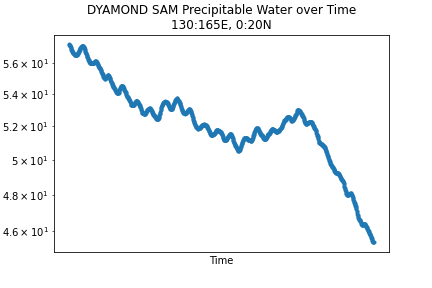 DYAMOND SAM Precipitable Water over Time
130:165E, 0:20N
5.6 × 10¹
5.4 × 10¹
5.2 × 10¹
5 × 10¹
4.8 × 10¹
4.6 × 10¹
Time